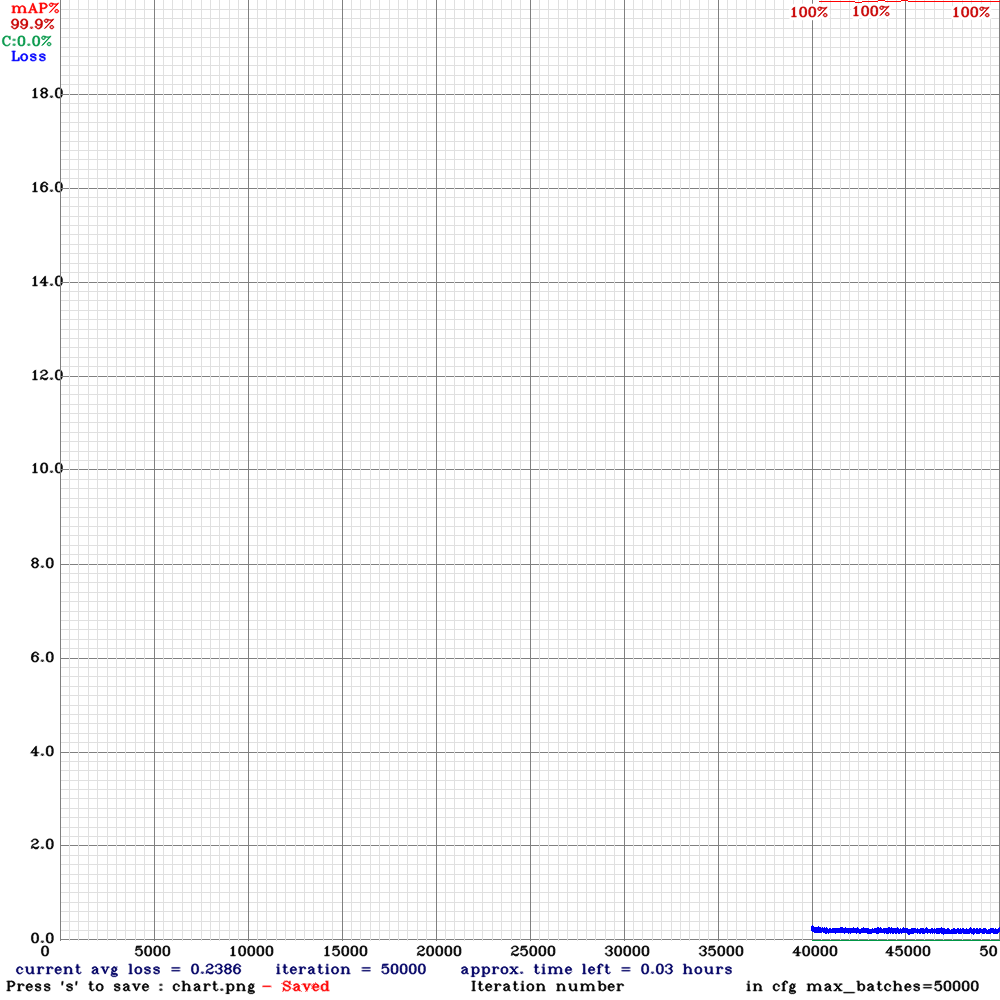 mAP%
99.9%
C:0.0%
Loss
100% 100% 100%
18.0
16.0
14.0
12.0
10.0
8.0
6.0
4.0
2.0
0.0
0 5000 10000 15000 20000 25000 30000 35000 40000 45000 50
current avg loss = 0.2386 iteration = 50000 approx. time left = 0.03 hours
Press 's' to save : chart.png - Saved Iteration number in cfg max_batches=50000